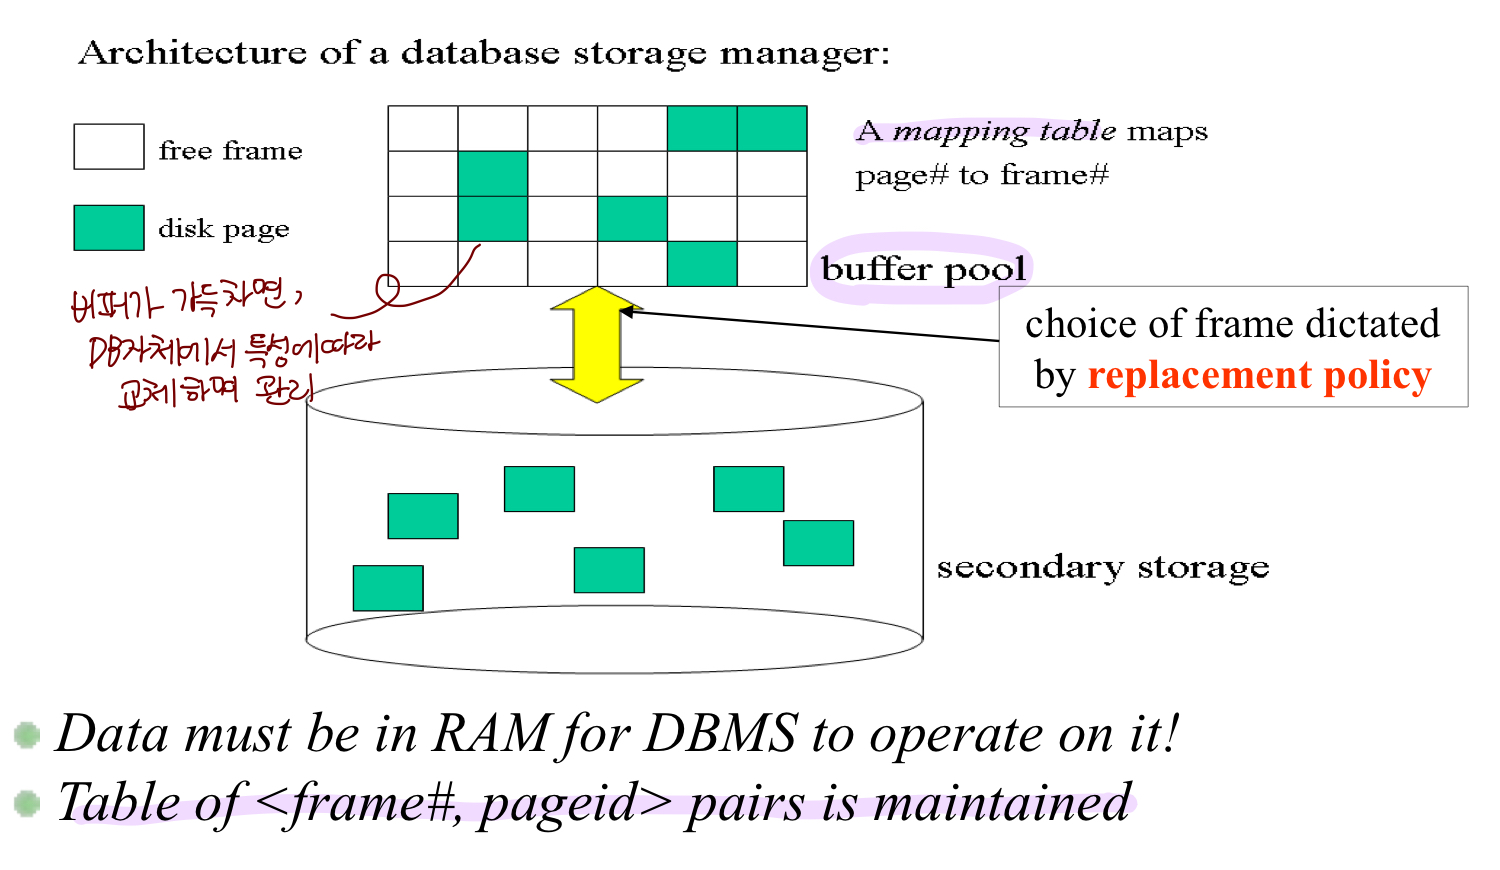 Architecture of a database storage manager:
free frame
disk page
A mapping table maps
page# to frame#
buffer pool
버퍼가 가득차면,
DB자체에서 특성에따라
교체하며 관리
choice of frame dictated
by replacement policy
secondary storage
Data must be in RAM for DBMS to operate on it!
Table of <frame#, pageid> pairs is maintained